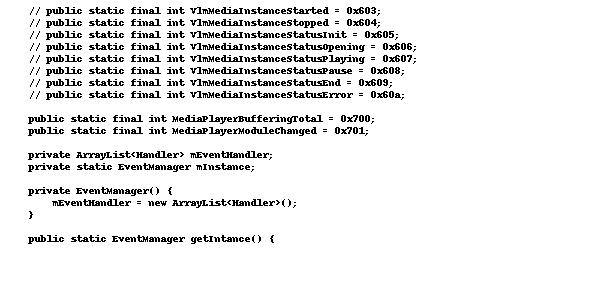 // public static final int VlmMediaInstanceStarted = 0x603;
// public static final int VlmMediaInstanceStopped = 0x604;
// public static final int VlmMediaInstanceStatusInit = 0x605;
// public static final int VlmMediaInstanceStatusOpening = 0x606;
// public static final int VlmMediaInstanceStatusPlaying = 0x607;
// public static final int VlmMediaInstanceStatusPause = 0x608;
// public static final int VlmMediaInstanceStatusEnd = 0x609;
// public static final int VlmMediaInstanceStatusError = 0x60a;
public static final int MediaPlayerBufferingTotal = 0x700;
public static final int MediaPlayerModuleChanged = 0x701;
private ArrayList<Handler> mEventHandler;
private static EventManager mInstance;
private EventManager() {
mEventHandler = new ArrayList<Handler>();
}
public static EventManager getIntance() {